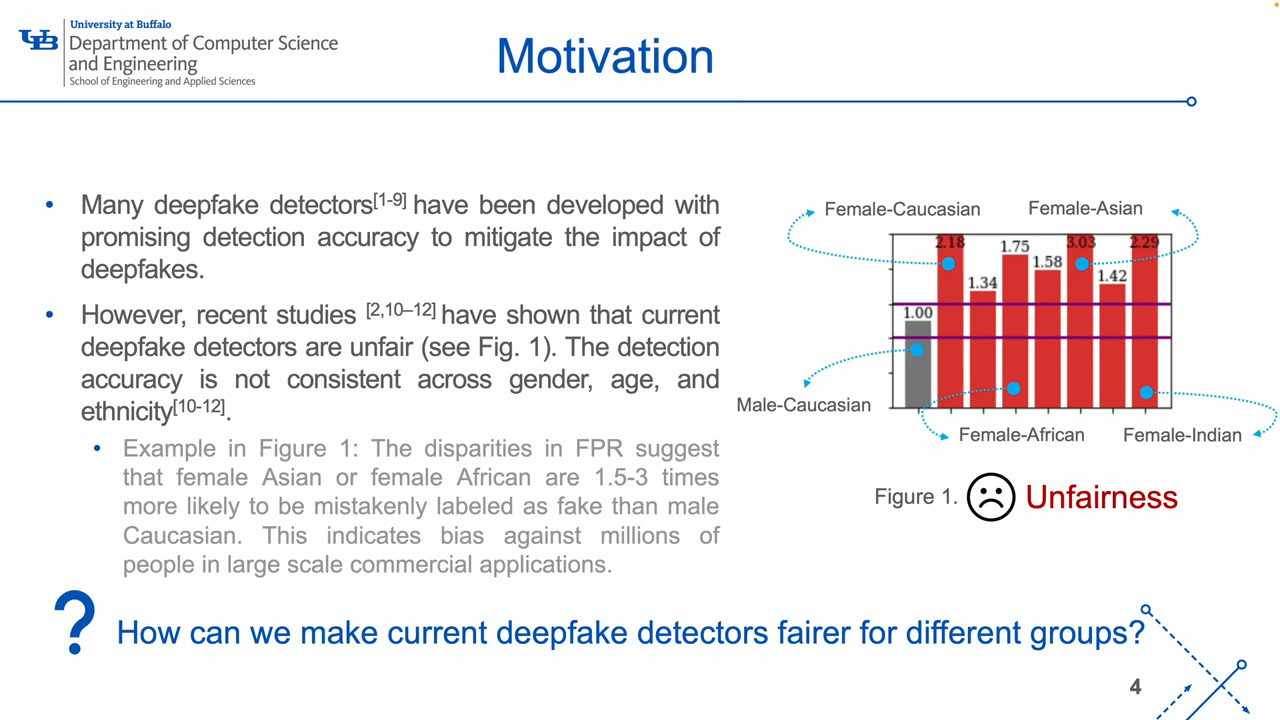 University at Buffalo
Department of Computer Science
and Engineering
School of Engineering and Applied Sciences
Motivation
• Many deepfake detectors[1-9] have been developed with
promising detection accuracy to mitigate the impact of
deepfakes.
• However, recent studies [2,10–12] have shown that current
deepfake detectors are unfair (see Fig. 1). The detection
accuracy is not consistent across gender, age, and
ethnicity[10-12].
• Example in Figure 1: The disparities in FPR suggest
that female Asian or female African are 1.5-3 times
more likely to be mistakenly labeled as fake than male
Caucasian. This indicates bias against millions of
people in large scale commercial applications.
Female-Caucasian
Female-Asian
1.00
2.18
1.34
1.75
1.58
3.03
1.42
2.29
Male-Caucasian
Female-African
Female-Indian
Figure 1.
Unfairness
? How can we make current deepfake detectors fairer for different groups?
4